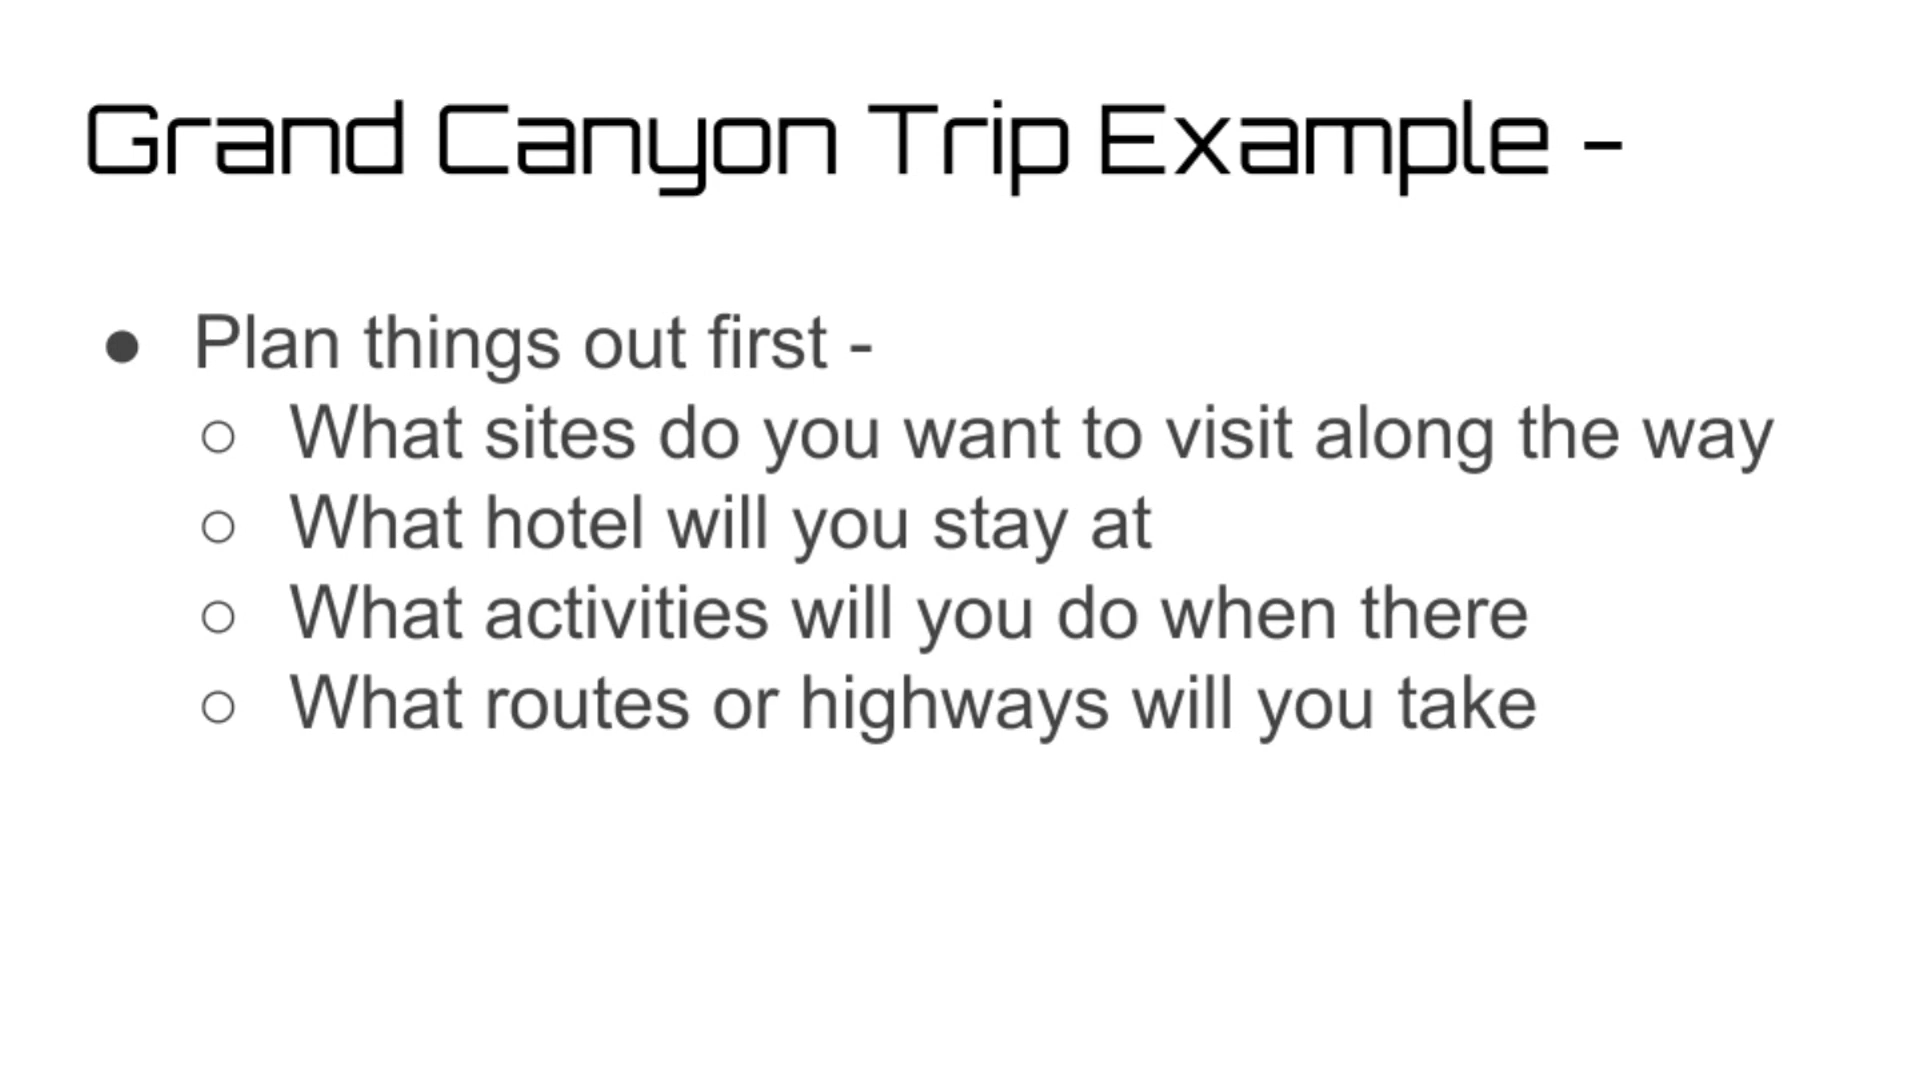 Grand Canyon Trip Example -
● Plan things out first -
○ What sites do you want to visit along the way
○ What hotel will you stay at
○ What activities will you do when there
○ What routes or highways will you take